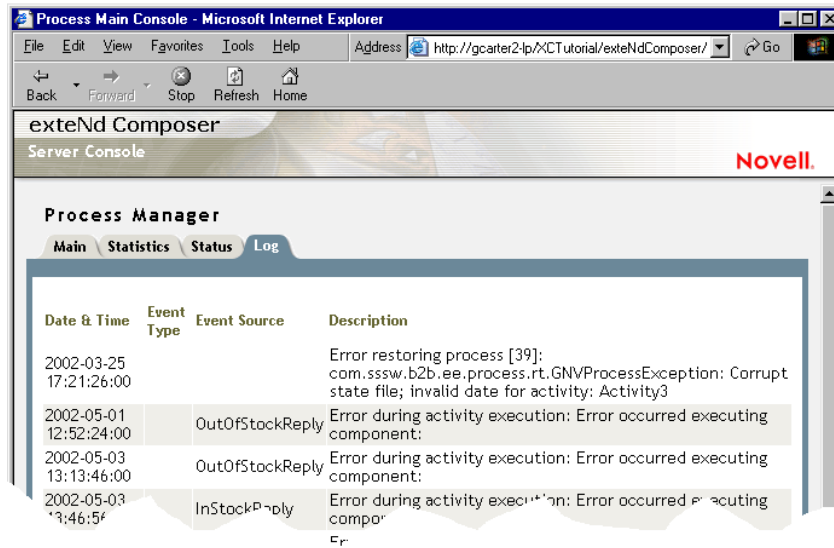 Process Main Console - Microsoft Internet Explorer
File Edit View Favorites Tools Help Address http://gcarter2-lp/XCTutorial/exteNdComposer/ Go
Back Forward Stop Refresh Home
exteNd Composer
Server Console
Novell.
Process Manager
Main Statistics Status Log
Date & Time Event Type Event Source Description
2002-03-25 17:21:26:00
Error restoring process [39]:
com.sssw.b2b.ee.process.rt.GNVProcessException: Corrupt
state file; invalid date for activity: Activity3
2002-05-01 12:52:24:00
OutOfStockReply
Error during activity execution: Error occurred executing
component:
2002-05-03 13:13:46:00
OutOfStockReply
Error during activity execution: Error occurred executing
component:
2002-05-03
InStockReply
Error during activity execution: Error occurred executing